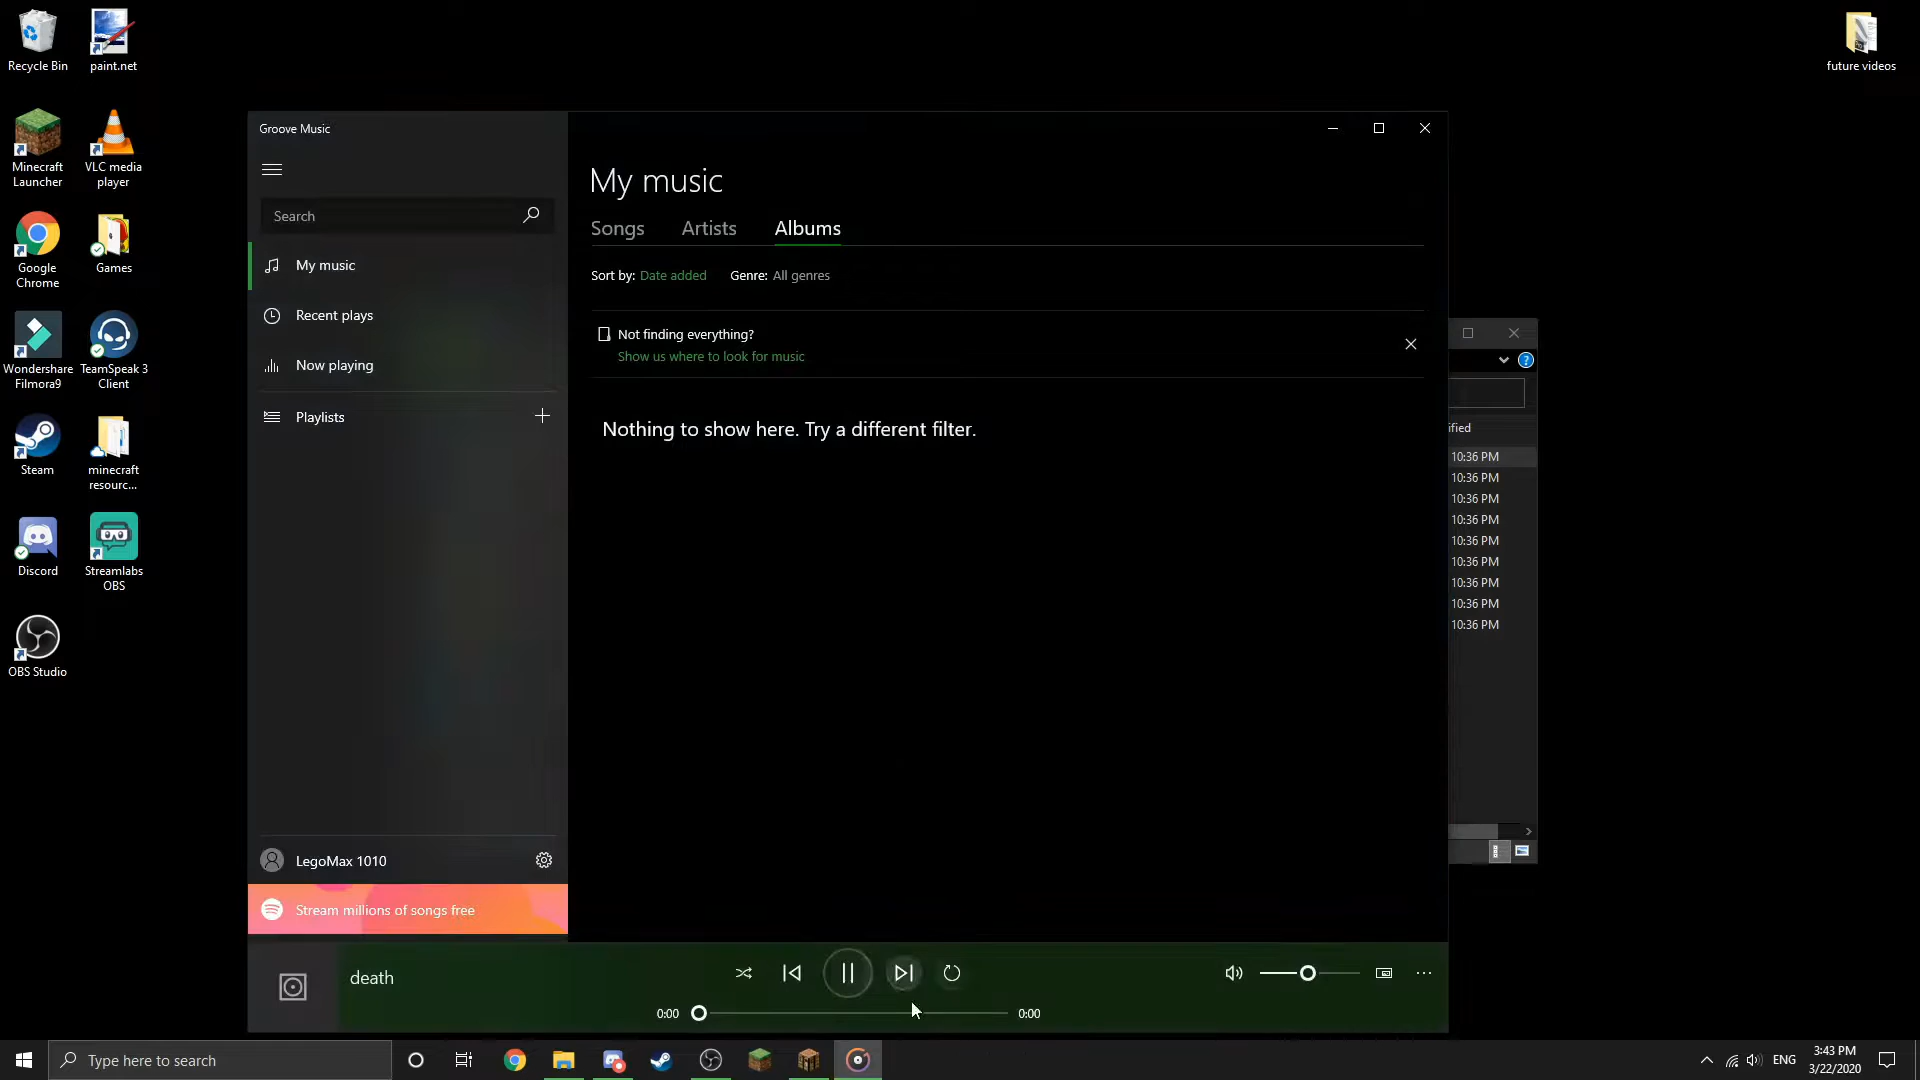 Recycle Bin
paint.net
future videos
Minecraft
Launcher
VLC media
player
Google
Chrome
Games
Wondershare
Filmora9
TeamSpeak 3
Client
Steam
minecraft
resourc...
Discord
Streamlabs
OBS
OBS Studio
Groove Music
Search
My music
Recent plays
Now playing
Playlists
LegoMax 1010
Stream millions of songs free
My music
Songs Artists Albums
Sort by: Date added Genre: All genres
Not finding everything?
Show us where to look for music
Nothing to show here. Try a different filter.
ified
10:36 PM
10:36 PM
10:36 PM
10:36 PM
10:36 PM
10:36 PM
10:36 PM
10:36 PM
10:36 PM
death
0:00
0:00
Type here to search
ENG
3:43 PM
3/22/2020